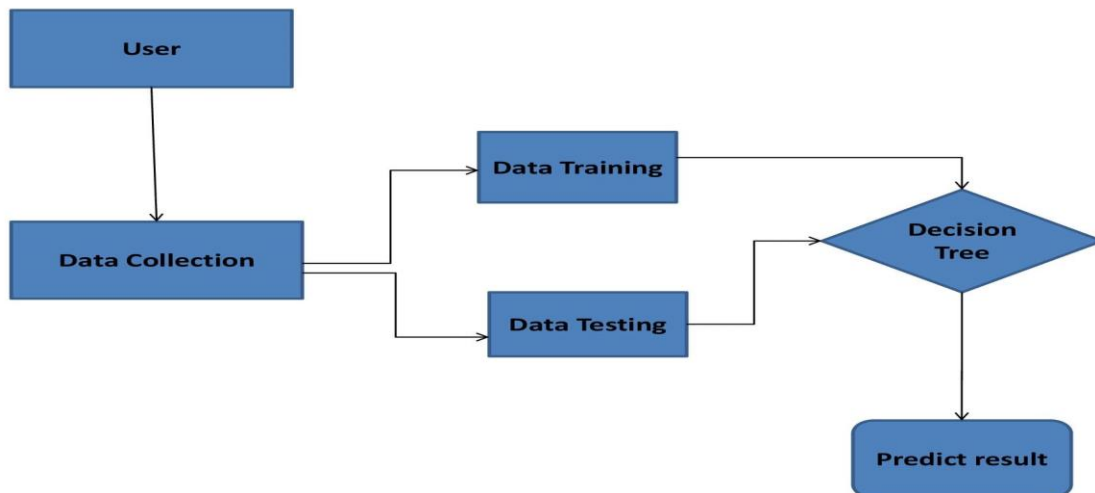 User
Data Training
Data Collection
Decision
Tree
Data Testing
Predict result